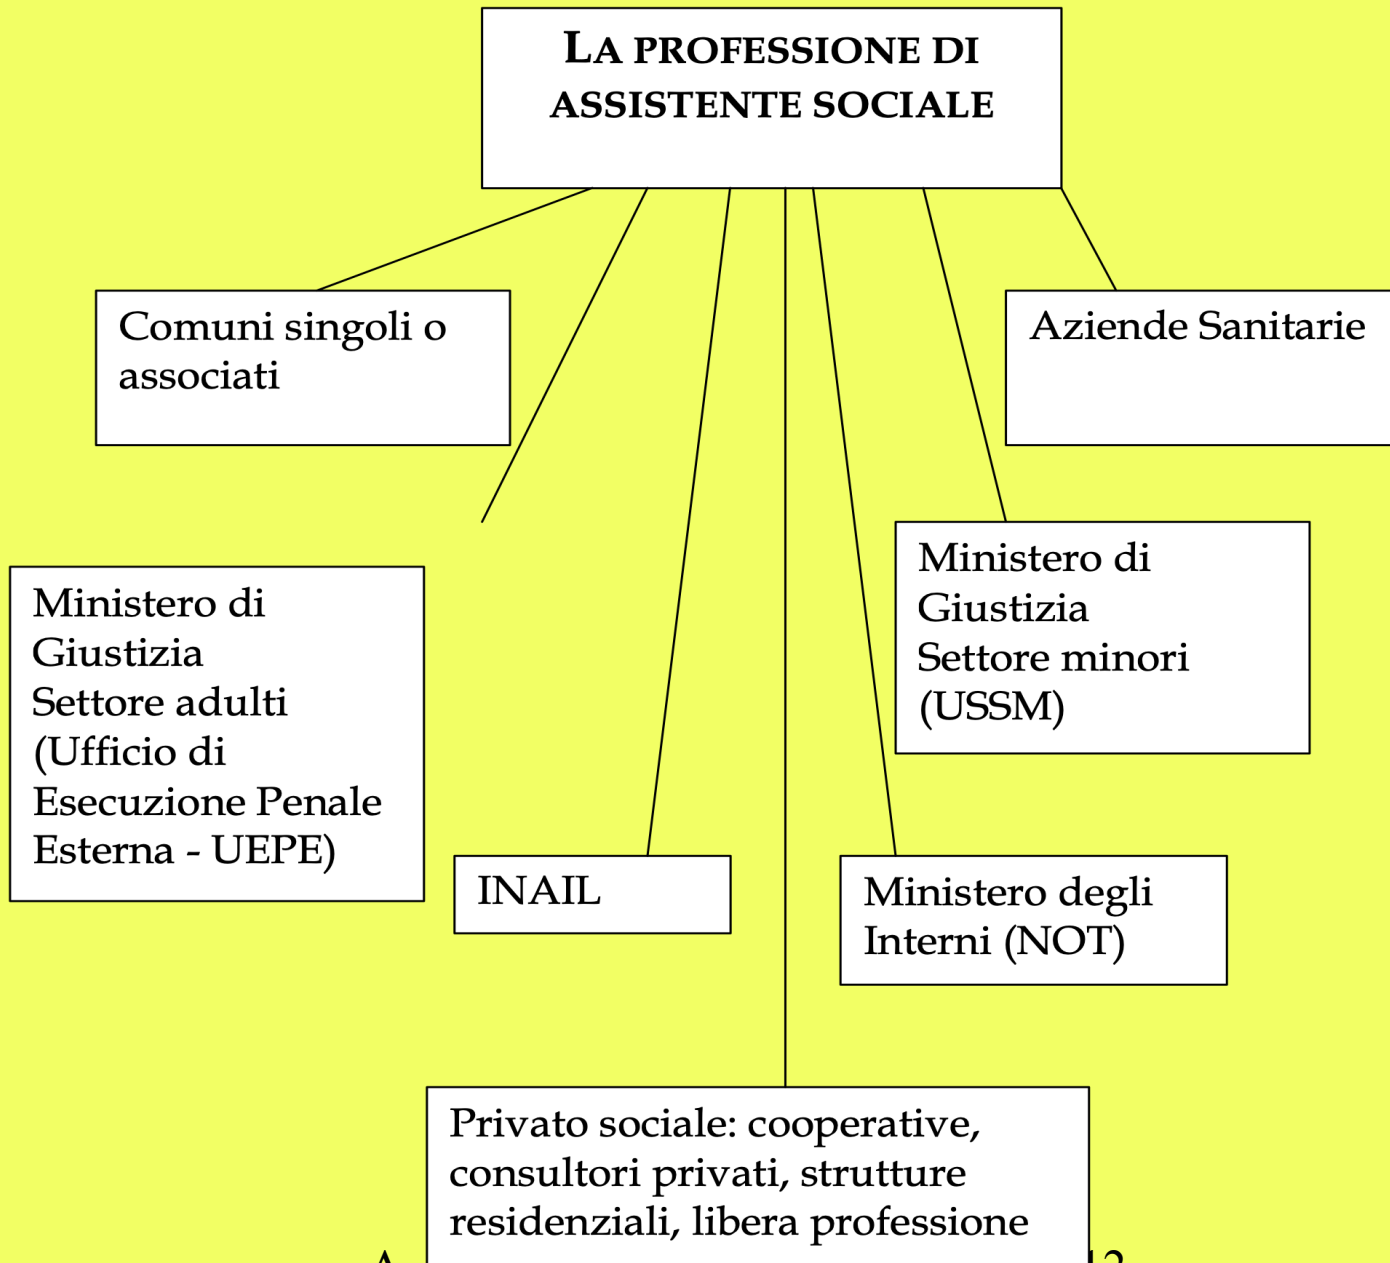 LA PROFESSIONE DI
ASSISTENTE SOCIALE
Comuni singoli o
associati
Aziende Sanitarie
Ministero di
Giustizia
Settore adulti
(Ufficio di
Esecuzione Penale
Esterna - UEPE)
Ministero di
Giustizia
Settore minori
(USSM)
INAIL
Ministero degli
Interni (NOT)
Privato sociale: cooperative,
consultori privati, strutture
residenziali, libera professione